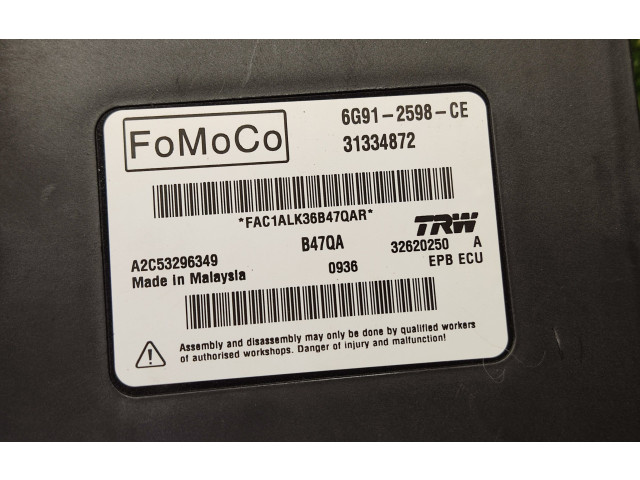 FoMoCo
6G91-2598-CE
31334872
*FAC1ALK36B47QAR*
A2C53296349
B47QA
TRW
32620250 A
Made in Malaysia
0936
EPB ECU
Assembly and disassembly may only be done by qualified workers
of authorised workshops. Danger of injury and malfunction!